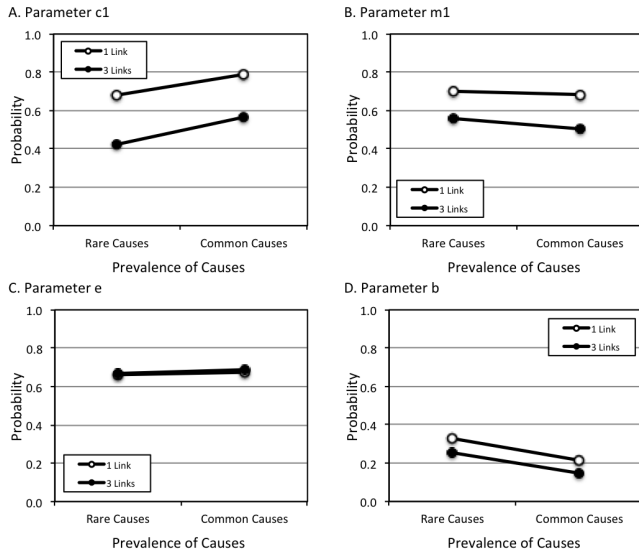 A. Parameter c1
1.0
0.8
0.6
0.4
0.2
0.0
Probability
1 Link
3 Links
Rare Causes Common Causes
Prevalence of Causes
B. Parameter m1
1.0
0.8
0.6
0.4
0.2
0.0
Probability
1 Link
3 Links
Rare Causes Common Causes
Prevalence of Causes
C. Parameter e
1.0
0.8
0.6
0.4
0.2
0.0
Probability
1 Link
3 Links
Rare Causes Common Causes
Prevalence of Causes
D. Parameter b
1.0
0.8
0.6
0.4
0.2
0.0
Probability
1 Link
3 Links
Rare Causes Common Causes
Prevalence of Causes